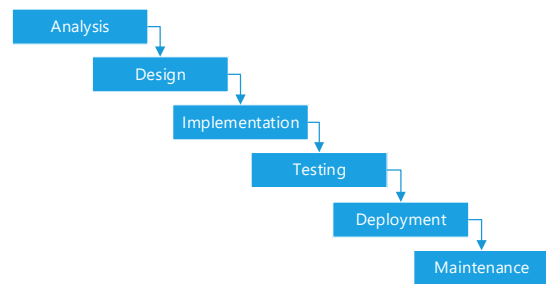 Analysis
Design
Implementation
Testing
Deployment
Maintenance